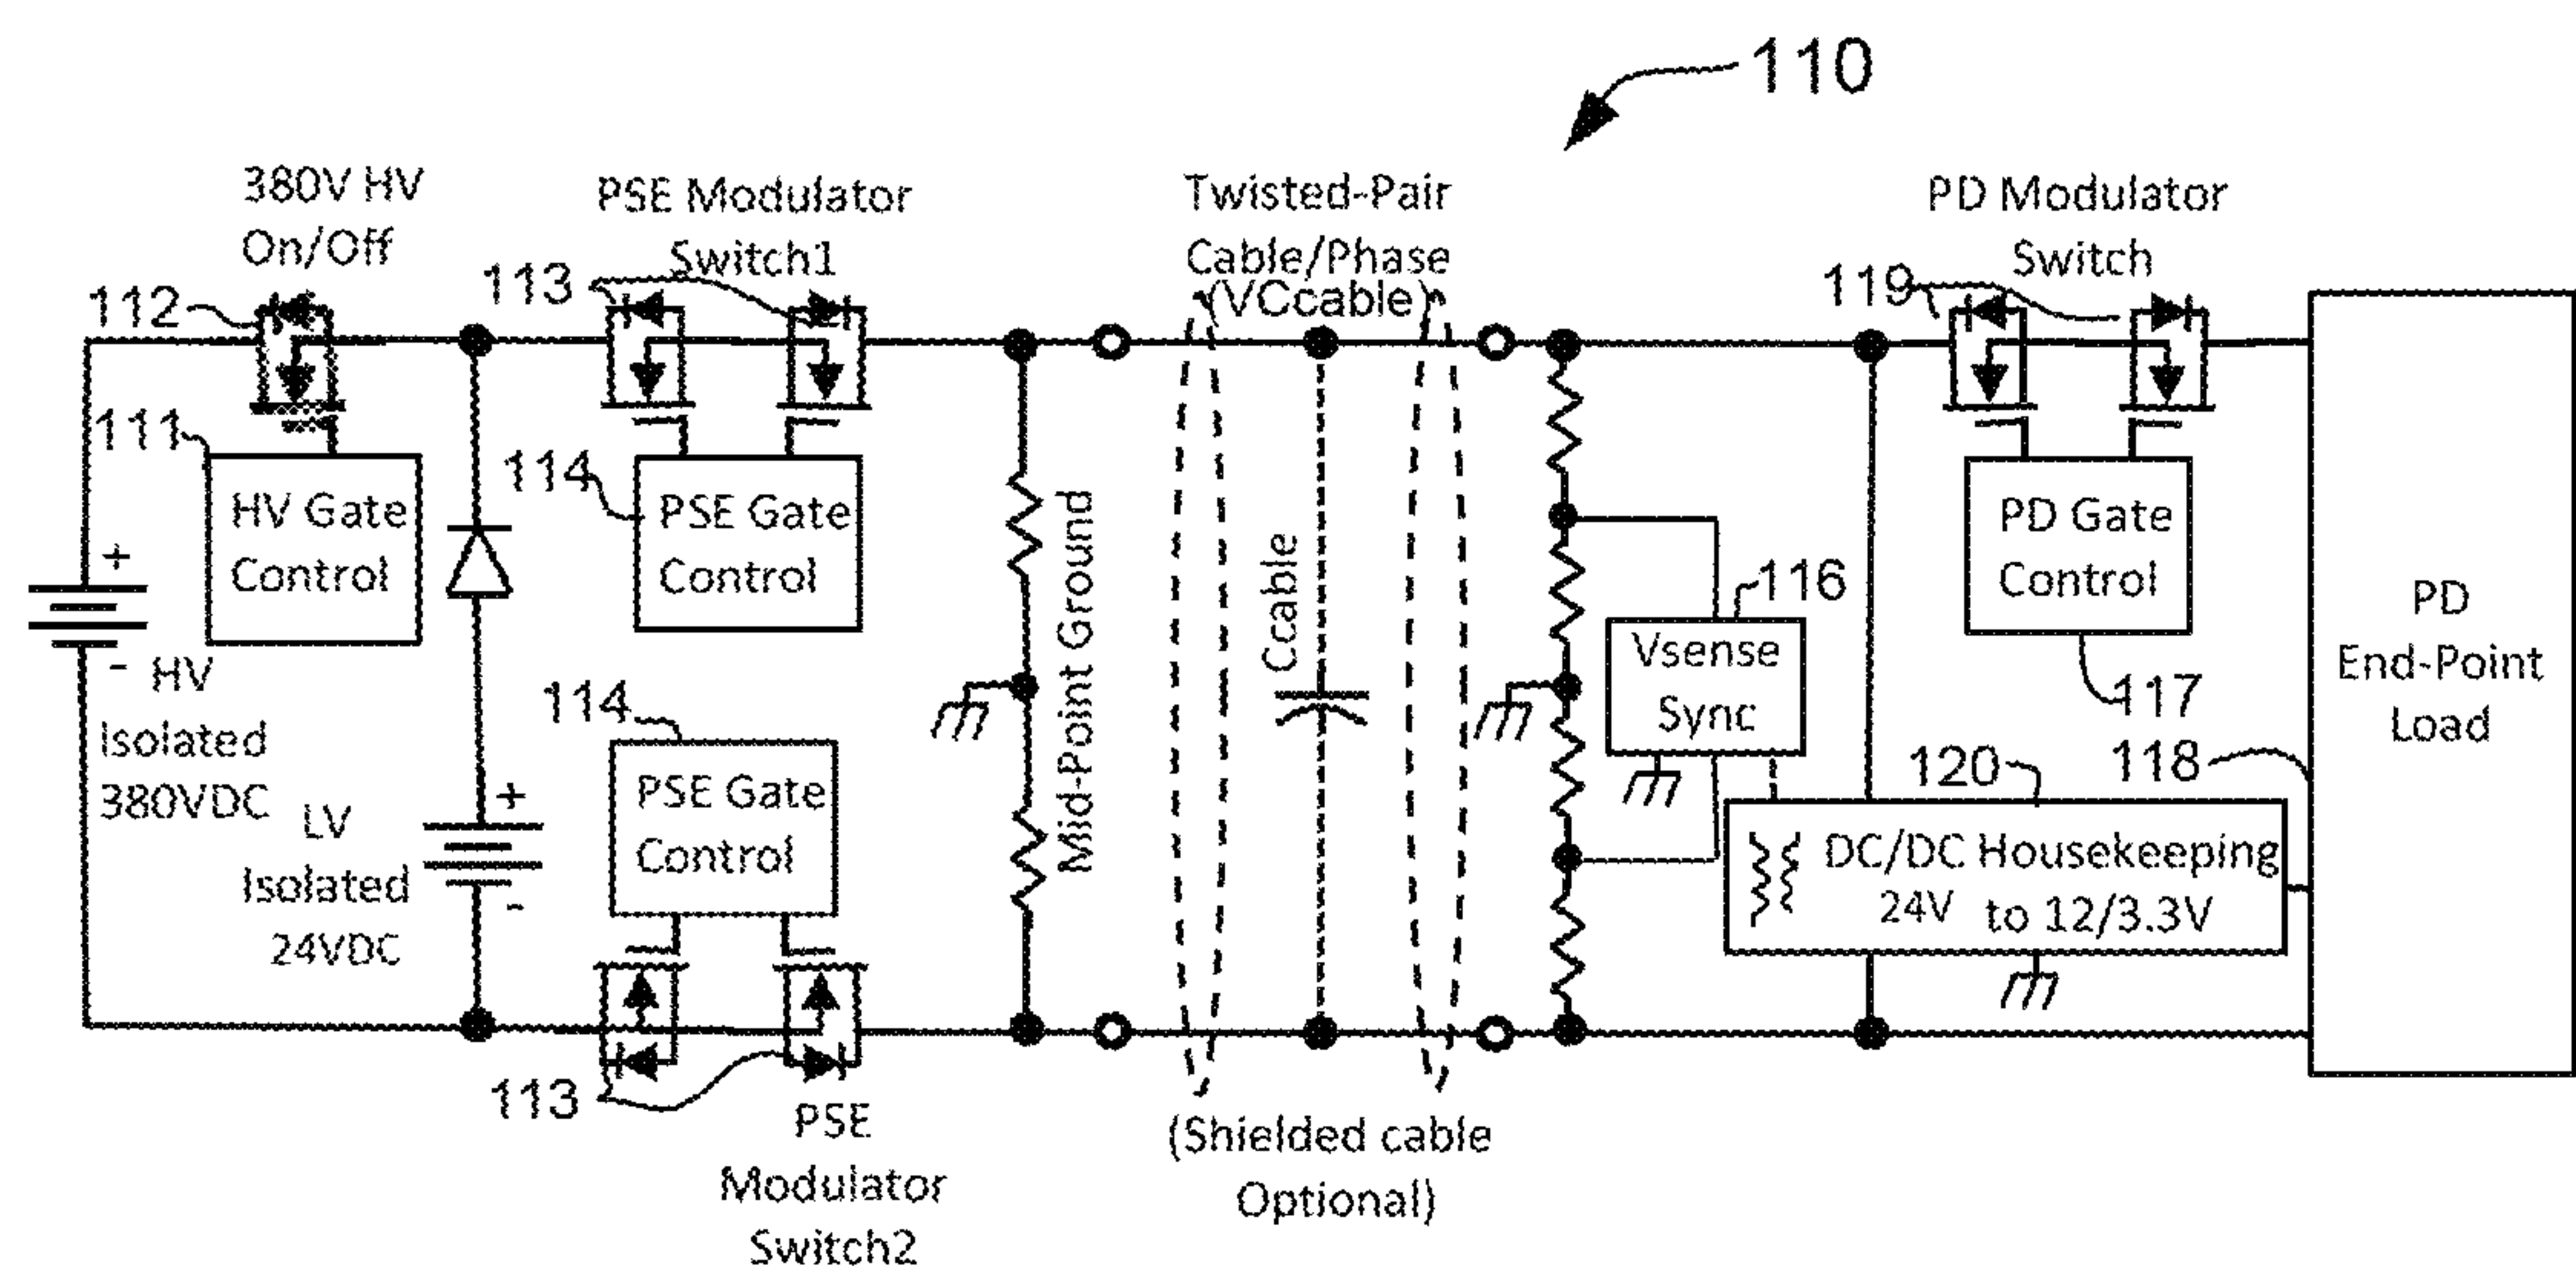 110
380V HV
On/Off
PSE Modulator
Switch1
Twisted-Pair
Cable/Phase
(VCcable)
PD Modulator
Switch
112
113
119
111
HV Gate
Control
114
PSE Gate
Control
Mid-Point Ground
Ccable
116
Vsense
Sync
PD Gate
Control
117
PD
End-Point
Load
118
+
-
HV
Isolated
380VDC
LV
Isolated
24VDC
+
-
114
PSE Gate
Control
120
DC/DC Housekeeping
24V to 12/3.3V
113
PSE
Modulator
Switch2
(Shielded cable
Optional)